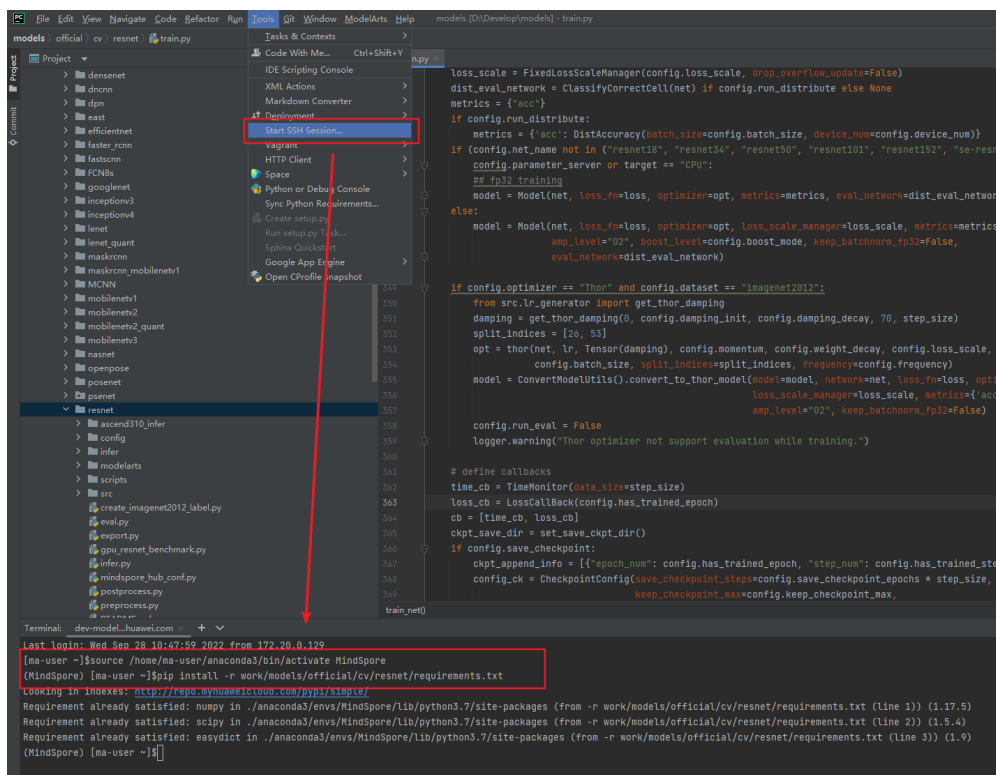 PC File Edit View Navigate Code Refactor Run Tools Git Window ModelArts Help models [D:\Develop\models] - train.py
models official cv resnet train.py
Tasks & Contexts
Code With Me... Ctrl+Shift+Y
IDE Scripting Console
XML Actions
Markdown Converter
Deployment
Start SSH Session...
Vagrant
HTTP Client
Space
Python or Debug Console
Sync Python Requirements...
Create setup.py
Run setup.py Task...
Sphinx Quickstart
Google App Engine
Open CProfile snapshot
Project
Commit
Project
densenet
dncnn
dpn
east
efficientnet
faster_rcnn
fastscnn
FCN8s
googlenet
inceptionv3
inceptionv4
lenet
lenet_quant
maskrcnn
maskrcnn_mobilenetv1
MCNN
mobilenetv1
mobilenetv2
mobilenetv2_quant
mobilenetv3
nasnet
openpose
posenet
psenet
resnet
ascend310_infer
config
infer
modelarts
scripts
src
create_imagenet2012_label.py
eval.py
export.py
gpu_resnet_benchmark.py
infer.py
mindspore_hub_conf.py
postprocess.py
preprocess.py
n.py
loss_scale = FixedLossScaleManager(config.loss_scale, drop_overflow_update=False)
dist_eval_network = ClassifyCorrectCell(net) if config.run_distribute else None
metrics = {"acc"}
if config.run_distribute:
metrics = {'acc': DistAccuracy(batch_size=config.batch_size, device_num=config.device_num)}
if (config.net_name not in ("resnet18", "resnet34", "resnet50", "resnet101", "resnet152", "se-resn
config.parameter_server or target == "CPU":
## fp32 training
model = Model(net, loss_fn=loss, optimizer=opt, metrics=metrics, eval_network=dist_eval_networ
else:
model = Model(net, loss_fn=loss, optimizer=opt, loss_scale_manager=loss_scale, metrics=metrics
amp_level="O2", boost_level=config.boost_mode, keep_batchnorm_fp32=False,
eval_network=dist_eval_network)
349 if config.optimizer == "Thor" and config.dataset == "imagenet2012":
350 from src.lr_generator import get_thor_damping
351 damping = get_thor_damping(0, config.damping_init, config.damping_decay, 70, step_size)
352 split_indices = [26, 53]
353 opt = thor(net, lr, Tensor(damping), config.momentum, config.weight_decay, config.loss_scale,
354 config.batch_size, split_indices=split_indices, frequency=config.frequency)
355 model = ConvertModelUtils().convert_to_thor_model(model=model, network=net, loss_fn=loss, opti
356 loss_scale_manager=loss_scale, metrics={'acc
357 amp_level="O2", keep_batchnorm_fp32=False)
358 config.run_eval = False
359 logger.warning("Thor optimizer not support evaluation while training.")
360
361 # define callbacks
362 time_cb = TimeMonitor(data_size=step_size)
363 loss_cb = LossCallBack(config.has_trained_epoch)
364 cb = [time_cb, loss_cb]
365 ckpt_save_dir = set_save_ckpt_dir()
366 if config.save_checkpoint:
367 ckpt_append_info = [{"epoch_num": config.has_trained_epoch, "step_num": config.has_trained_ste
368 config_ck = CheckpointConfig(save_checkpoint_steps=config.save_checkpoint_epochs * step_size,
369 keep_checkpoint_max=config.keep_checkpoint_max,
train_net()
Terminal: dev-model...huawei.com × + ∨
Last login: Wed Sep 28 10:47:59 2022 from 172.20.0.129
[ma-user ~]$source /home/ma-user/anaconda3/bin/activate MindSpore
(MindSpore) [ma-user ~]$pip install -r work/models/official/cv/resnet/requirements.txt
Looking in indexes: http://repo.myhuaweicloud.com/pypi/simple/
Requirement already satisfied: numpy in ./anaconda3/envs/MindSpore/lib/python3.7/site-packages (from -r work/models/official/cv/resnet/requirements.txt (line 1)) (1.17.5)
Requirement already satisfied: scipy in ./anaconda3/envs/MindSpore/lib/python3.7/site-packages (from -r work/models/official/cv/resnet/requirements.txt (line 2)) (1.5.4)
Requirement already satisfied: easydict in ./anaconda3/envs/MindSpore/lib/python3.7/site-packages (from -r work/models/official/cv/resnet/requirements.txt (line 3)) (1.9)
(MindSpore) [ma-user ~]$